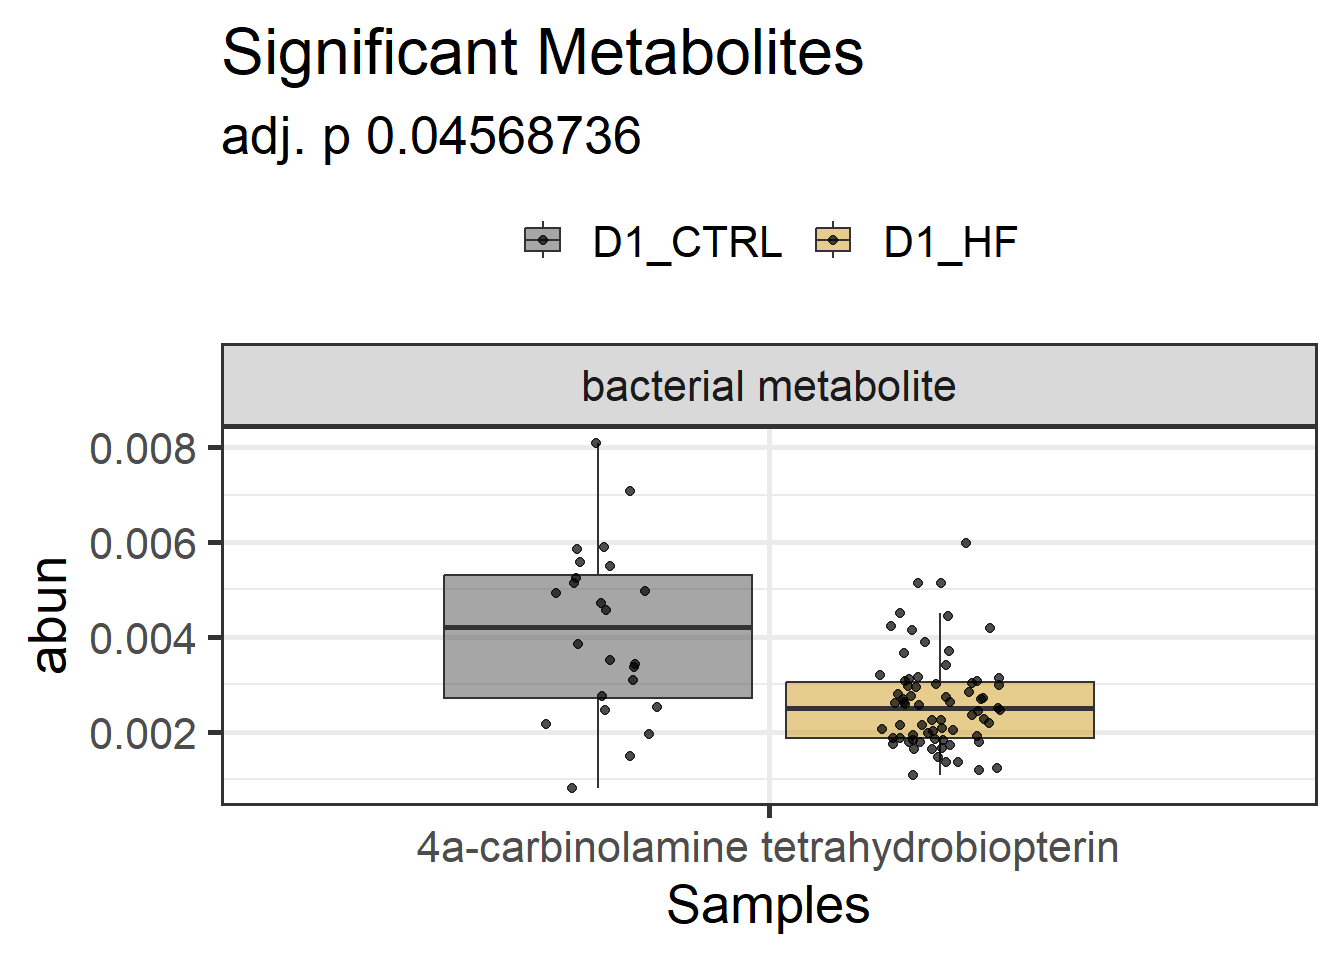 Significant Metabolites
adj. p 0.04568736
D1_CTRL D1_HF
bacterial metabolite
0.008
0.006
0.004
0.002
abun
4a-carbinolamine tetrahydrobiopterin
Samples